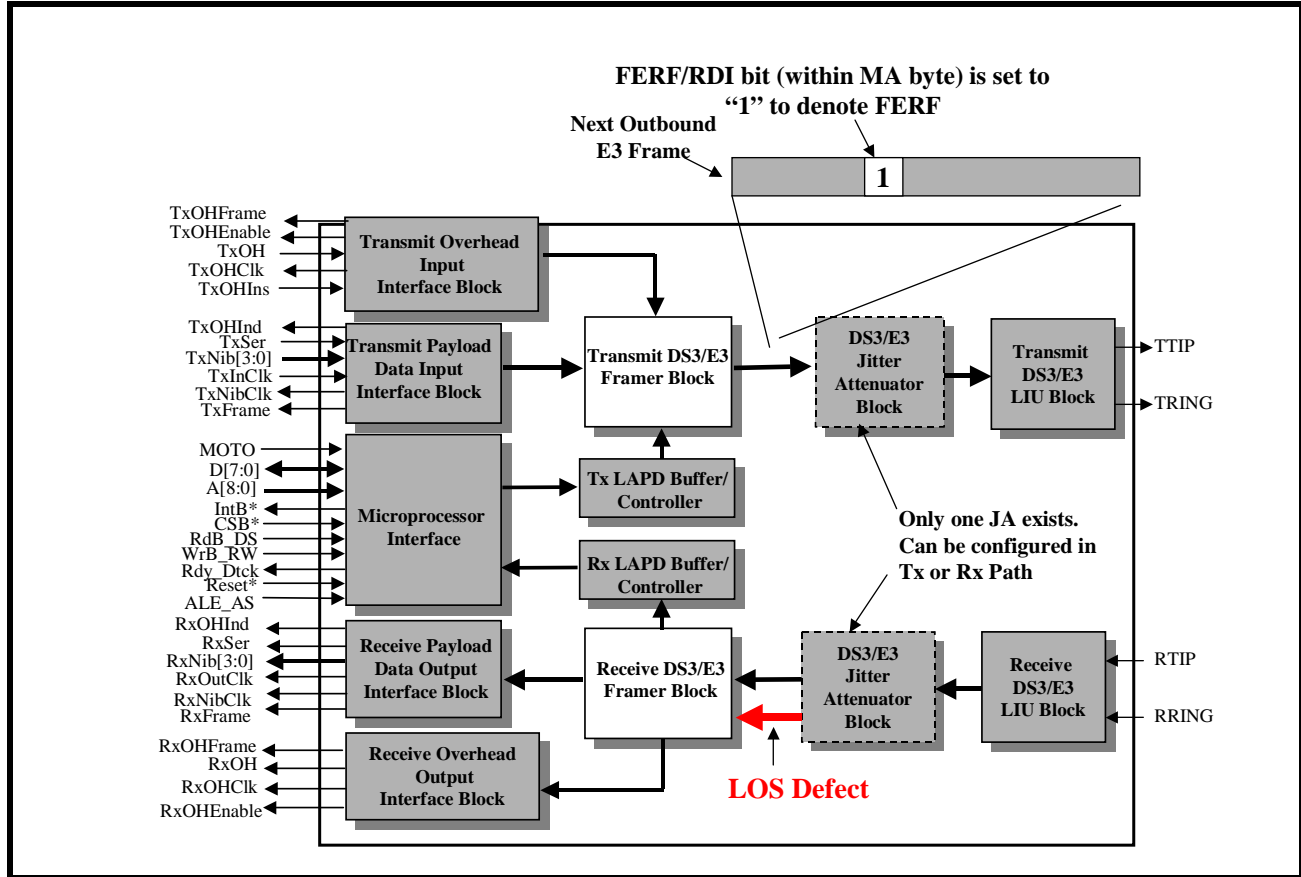 FERF/RDI bit (within MA byte) is set to
“1” to denote FERF
Next Outbound
E3 Frame
1
TxOHFrame
TxOHEnable
TxOH
TxOHClk
TxOHIns
Transmit Overhead
Input
Interface Block
TxOHInd
TxSer
TxNib[3:0]
TxInClk
TxNibClk
TxFrame
Transmit Payload
Data Input
Interface Block
Transmit DS3/E3
Framer Block
DS3/E3
Jitter
Attenuator
Block
Transmit
DS3/E3
LIU Block
TTIP
TRING
MOTO
D[7:0]
A[8:0]
IntB*
CSB*
RdB_DS
WrB_RW
Rdy_Dtck
Reset*
ALE_AS
Microprocessor
Interface
Tx LAPD Buffer/
Controller
Rx LAPD Buffer/
Controller
Only one JA exists.
Can be configured in
Tx or Rx Path
RxOHInd
RxSer
RxNib[3:0]
RxOutClk
RxNibClk
RxFrame
Receive Payload
Data Output
Interface Block
Receive DS3/E3
Framer Block
DS3/E3
Jitter
Attenuator
Block
Receive
DS3/E3
LIU Block
RTIP
RRING
RxOHFrame
RxOH
RxOHClk
RxOHEnable
Receive Overhead
Output
Interface Block
LOS Defect